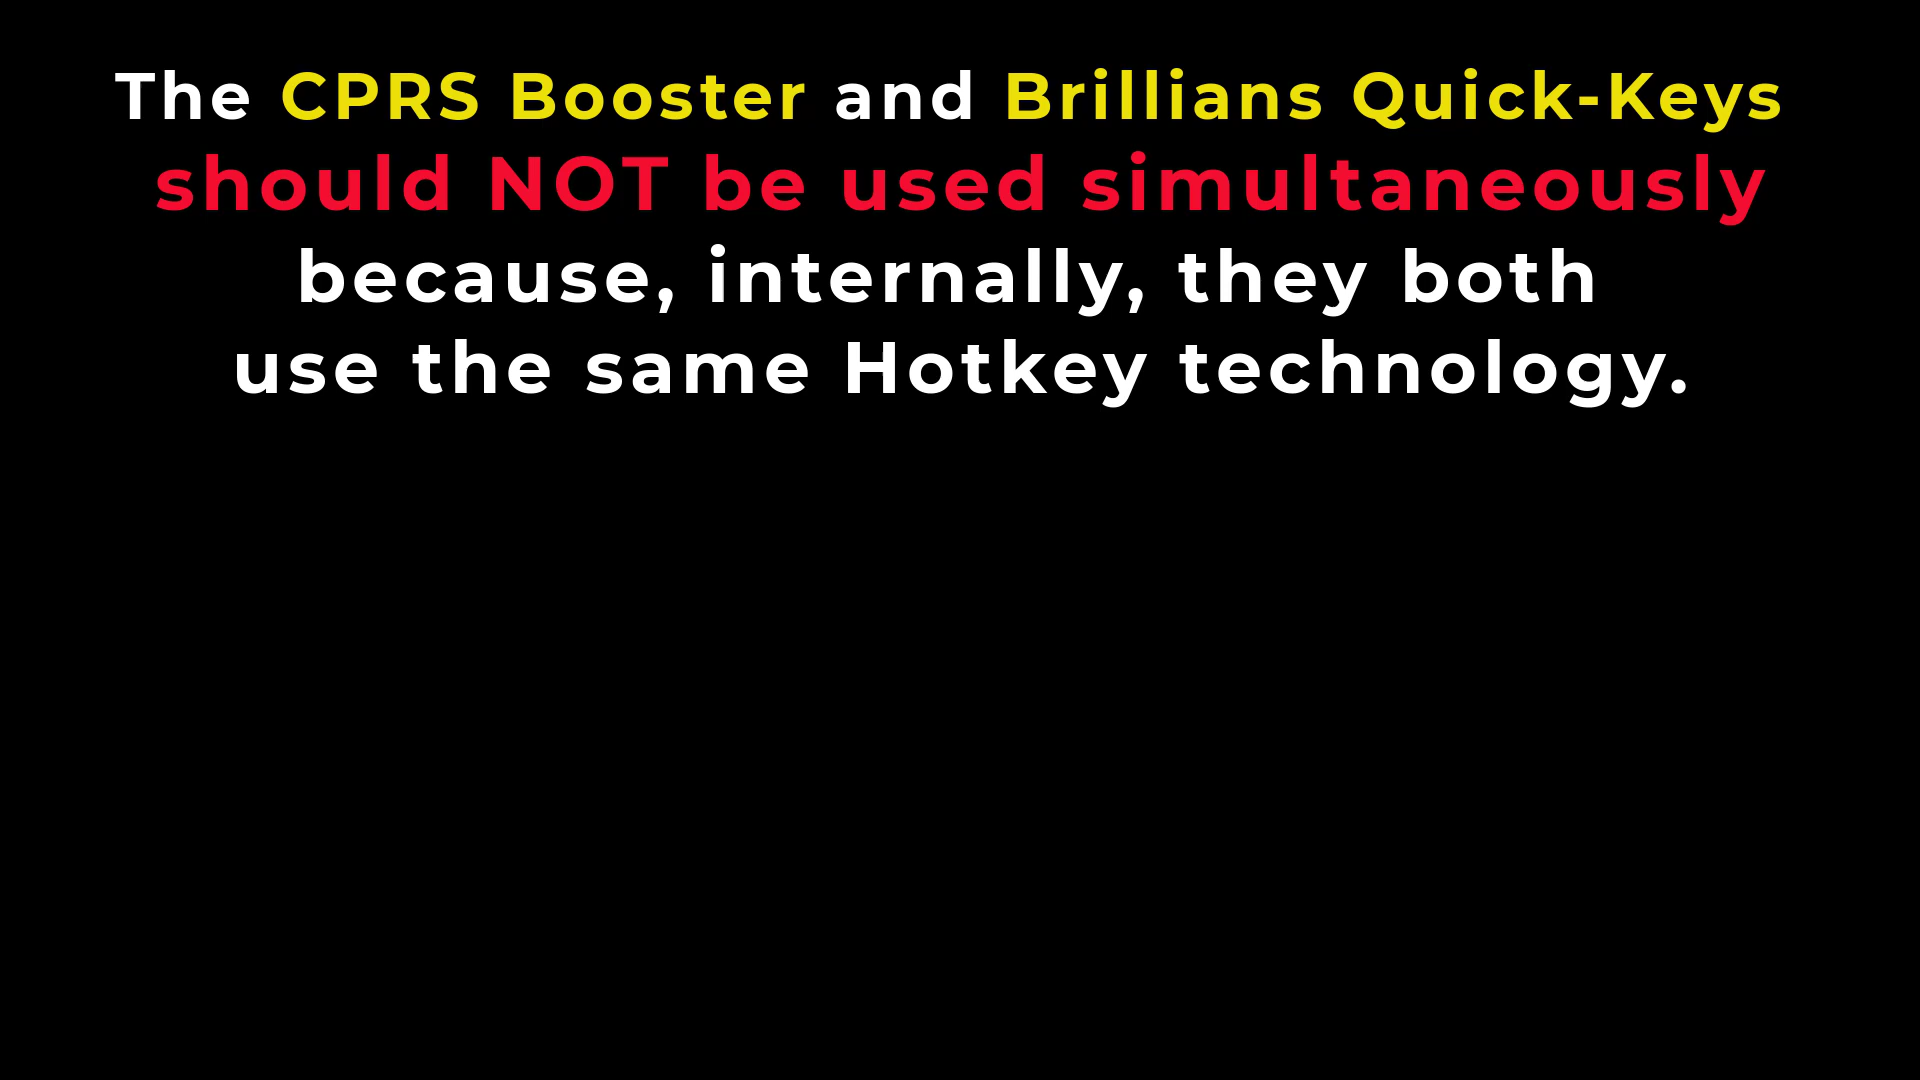 The CPRS Booster and Brillians Quick-Keys
should NOT be used simultaneously
because, internally, they both
use the same Hotkey technology.